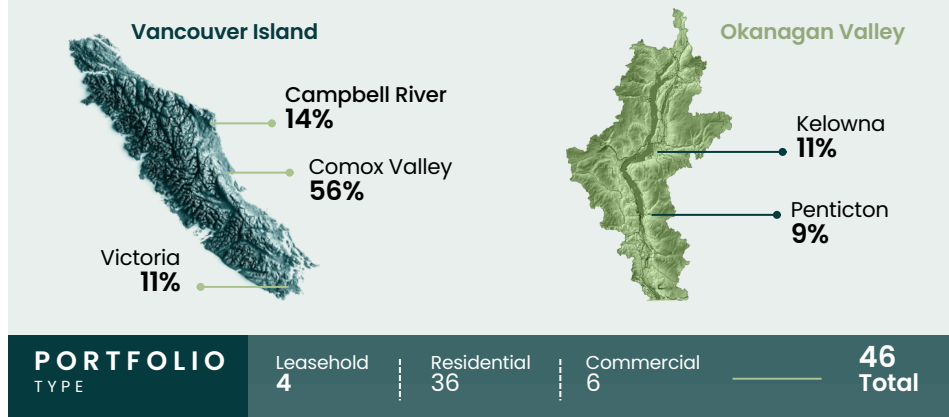 Vancouver Island
Okanagan Valley
Campbell River
14%
Comox Valley
56%
Victoria
11%
Kelowna
11%
Penticton
9%
PORTFOLIO
TYPE
Leasehold
4
Residential
36
Commercial
6
46
Total